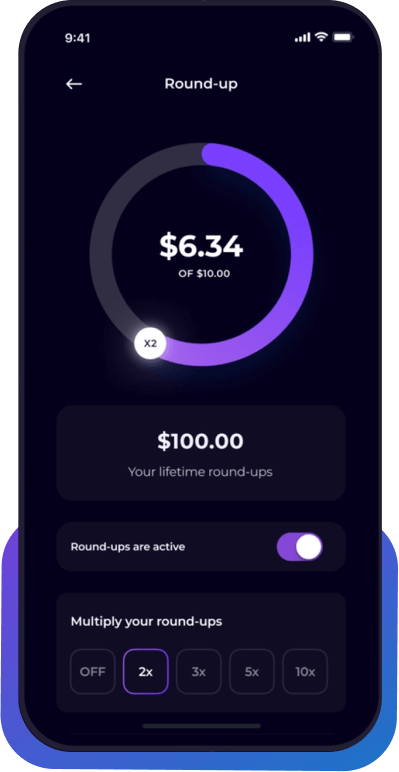 9:41
Round-up
$6.34
OF $10.00
X2
$100.00
Your lifetime round-ups
Round-ups are active
Multiply your round-ups
OFF 2x 3x 5x 10x